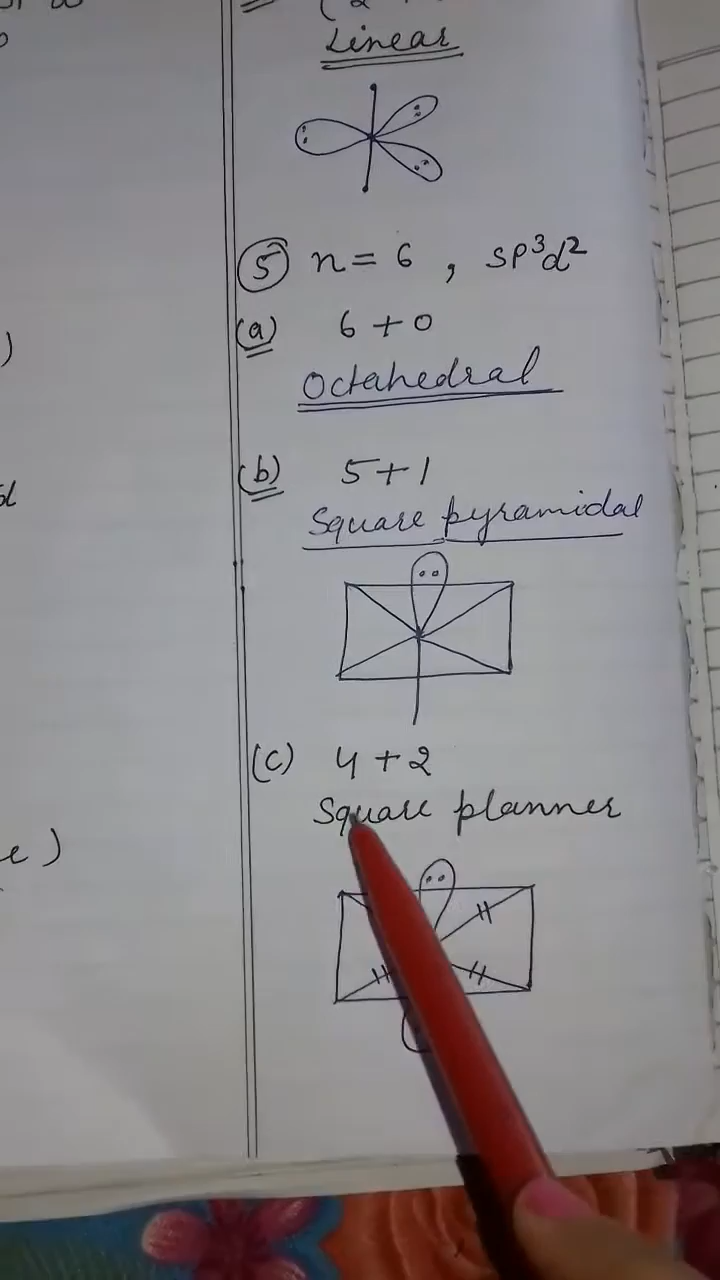 Linear
5 n = 6 , sp³d²
(a) 6 + 0
Octahedral
(b) 5 + 1
Square pyramidal
(c) 4 + 2
Square planner